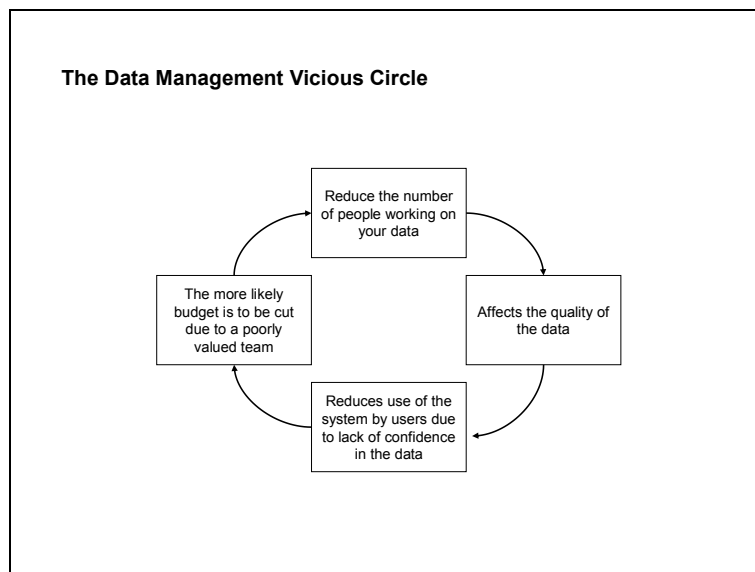 The Data Management Vicious Circle
Reduce the number
of people working on
your data
Affects the quality of
the data
Reduces use of the
system by users due
to lack of confidence
in the data
The more likely
budget is to be cut
due to a poorly
valued team